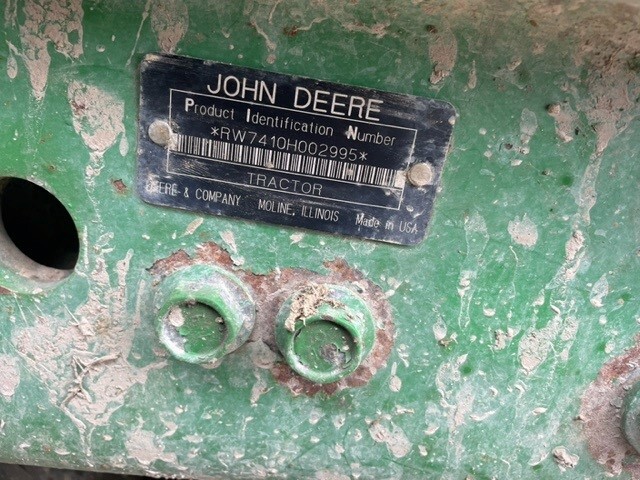 JOHN DEERE
Product Identification Number
*RW7410H002995*
TRACTOR
DEERE & COMPANY MOLINE, ILLINOIS Made in USA